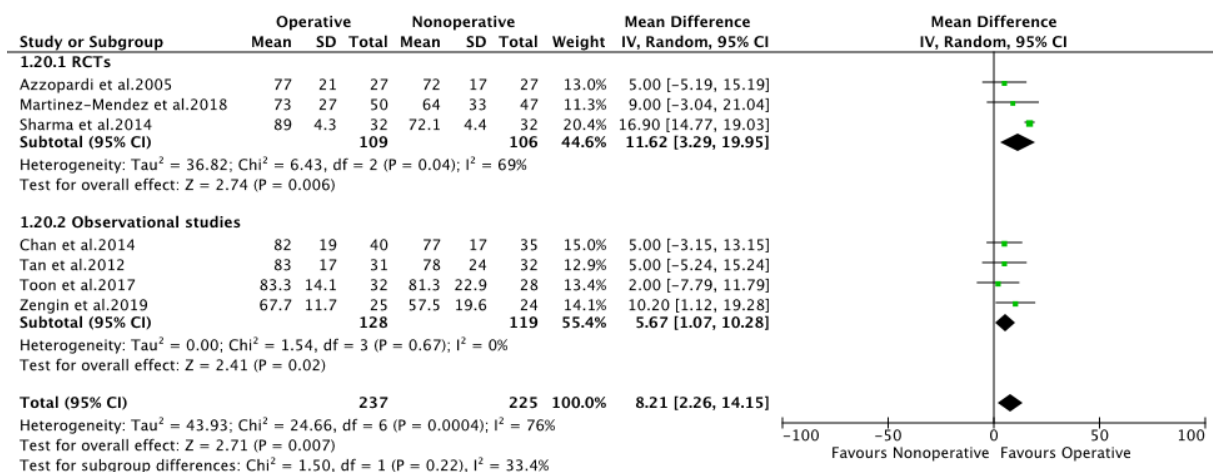 Operative Nonoperative Mean Difference Mean Difference
Study or Subgroup Mean SD Total Mean SD Total Weight IV, Random, 95% CI IV, Random, 95% CI
1.20.1 RCTs
Azzopardi et al.2005 77 21 27 72 17 27 13.0% 5.00 [-5.19, 15.19]
Martinez-Mendez et al.2018 73 27 50 64 33 47 11.3% 9.00 [-3.04, 21.04]
Sharma et al.2014 89 4.3 32 72.1 4.4 32 20.4% 16.90 [14.77, 19.03]
Subtotal (95% CI) 109 106 44.6% 11.62 [3.29, 19.95]
Heterogeneity: Tau² = 36.82; Chi² = 6.43, df = 2 (P = 0.04); I² = 69%
Test for overall effect: Z = 2.74 (P = 0.006)
1.20.2 Observational studies
Chan et al.2014 82 19 40 77 17 35 15.0% 5.00 [-3.15, 13.15]
Tan et al.2012 83 17 31 78 24 32 12.9% 5.00 [-5.24, 15.24]
Toon et al.2017 83.3 14.1 32 81.3 22.9 28 13.4% 2.00 [-7.79, 11.79]
Zengin et al.2019 67.7 11.7 25 57.5 19.6 24 14.1% 10.20 [1.12, 19.28]
Subtotal (95% CI) 128 119 55.4% 5.67 [1.07, 10.28]
Heterogeneity: Tau² = 0.00; Chi² = 1.54, df = 3 (P = 0.67); I² = 0%
Test for overall effect: Z = 2.41 (P = 0.02)
Total (95% CI) 237 225 100.0% 8.21 [2.26, 14.15]
Heterogeneity: Tau² = 43.93; Chi² = 24.66, df = 6 (P = 0.0004); I² = 76%
Test for overall effect: Z = 2.71 (P = 0.007)
Test for subgroup differences: Chi² = 1.50, df = 1 (P = 0.22), I² = 33.4%
-100 -50 0 50 100
Favours Nonoperative Favours Operative